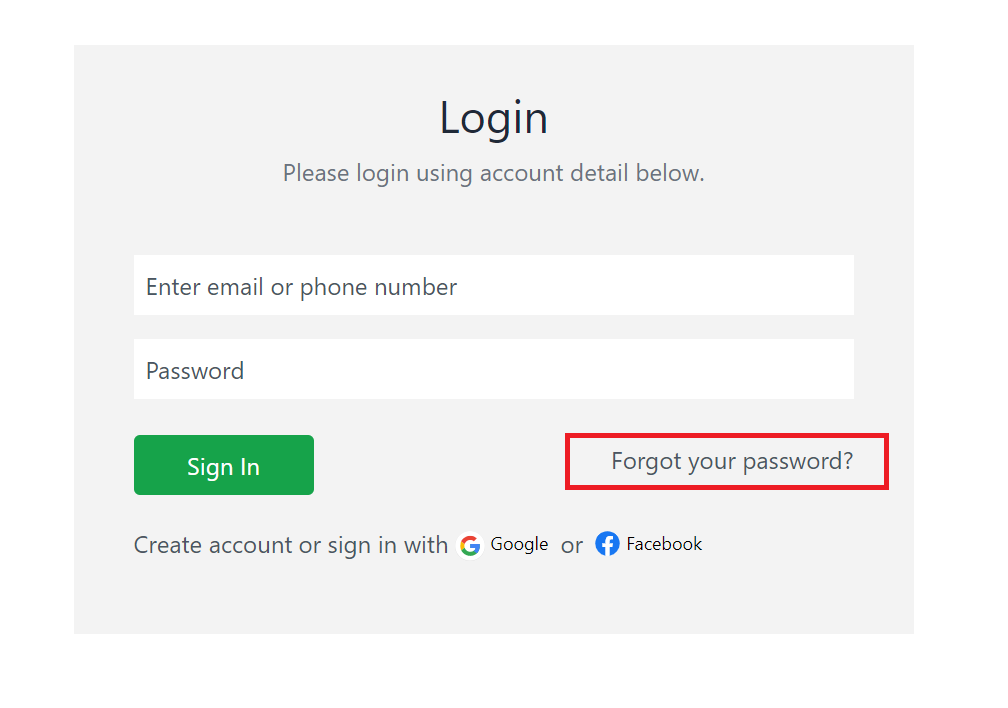 Login
Please login using account detail below.
Enter email or phone number
Password
Sign In
Forgot your password?
Create account or sign in with Google or Facebook